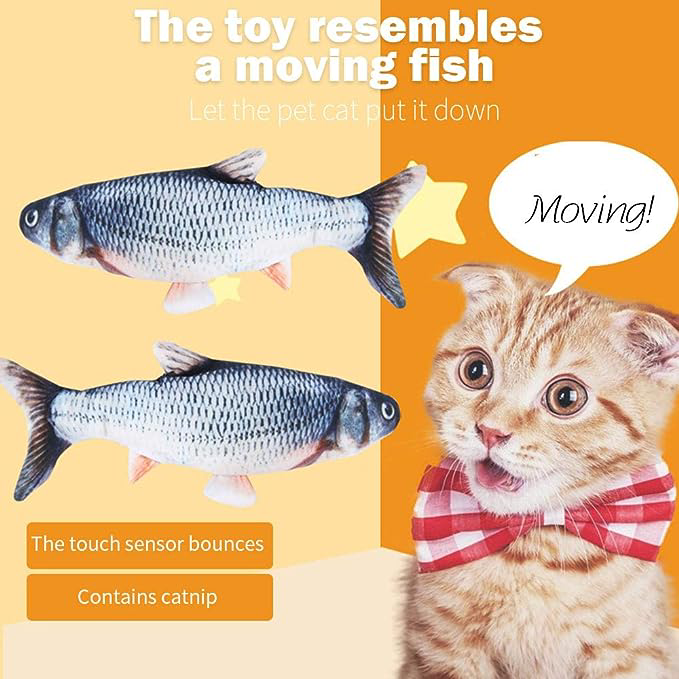 The toy resembles
a moving fish
Let the pet cat put it down
Moving!
The touch sensor bounces
Contains catnip